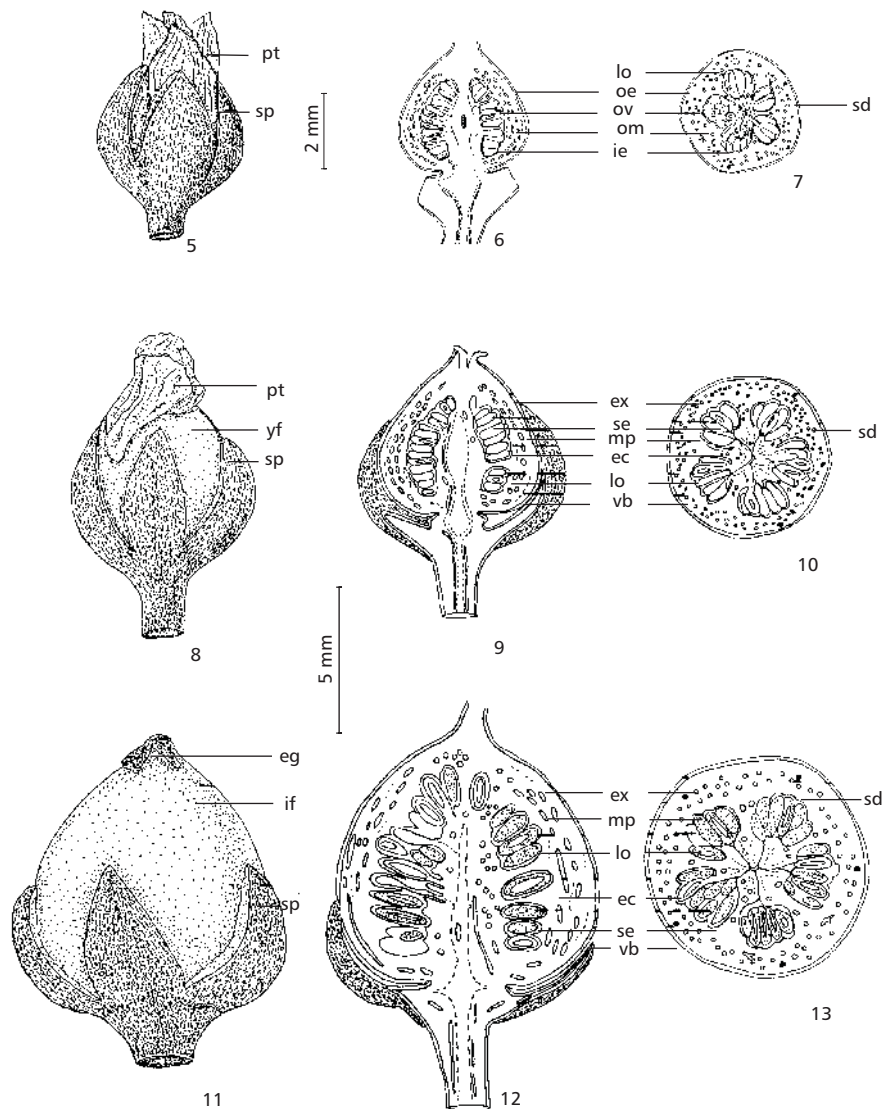 pt
sp
2 mm
5
6
lo
oe
ov
om
ie
sd
7
pt
yf
sp
8
9
ex
se
mp
ec
lo
vb
sd
10
5 mm
eg
if
sp
11
12
ex
mp
lo
ec
se
vb
sd
13